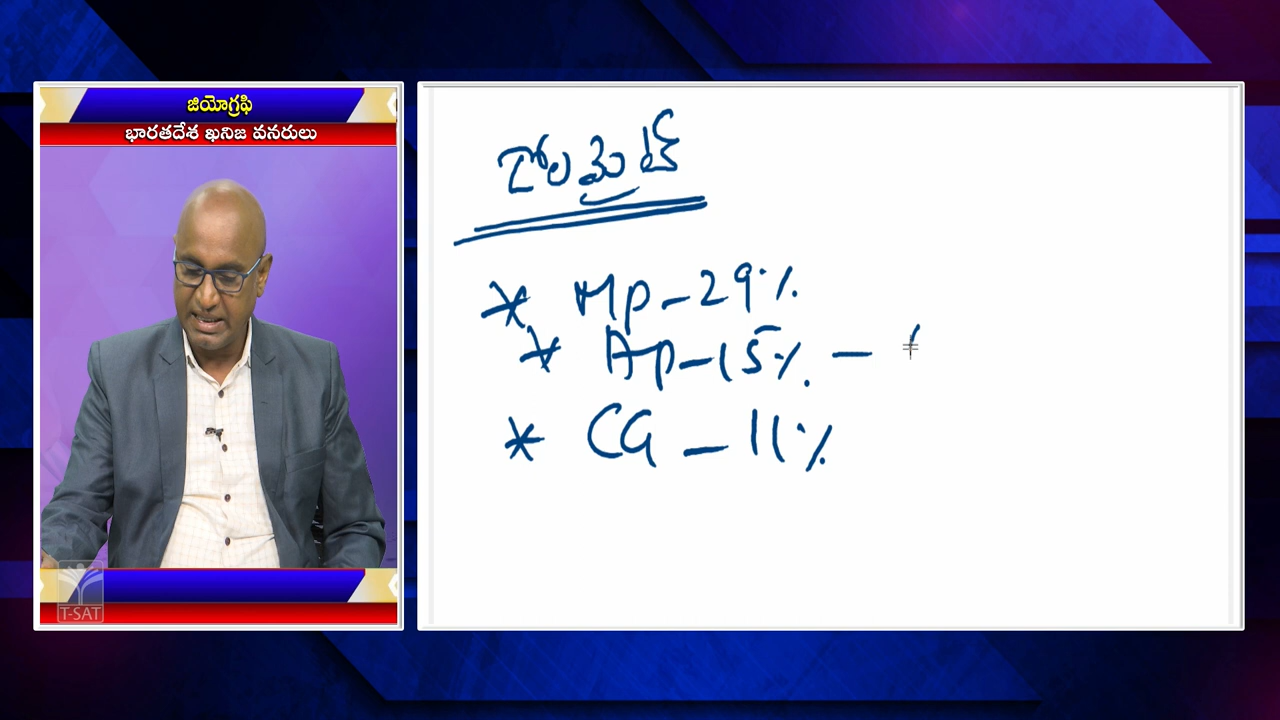 జియోగ్రఫి
భారతదేశ ఖనిజ వనరులు
డోలమైట్
* MP - 29%
* AP - 15% -
* CG - 11%
T-SAT